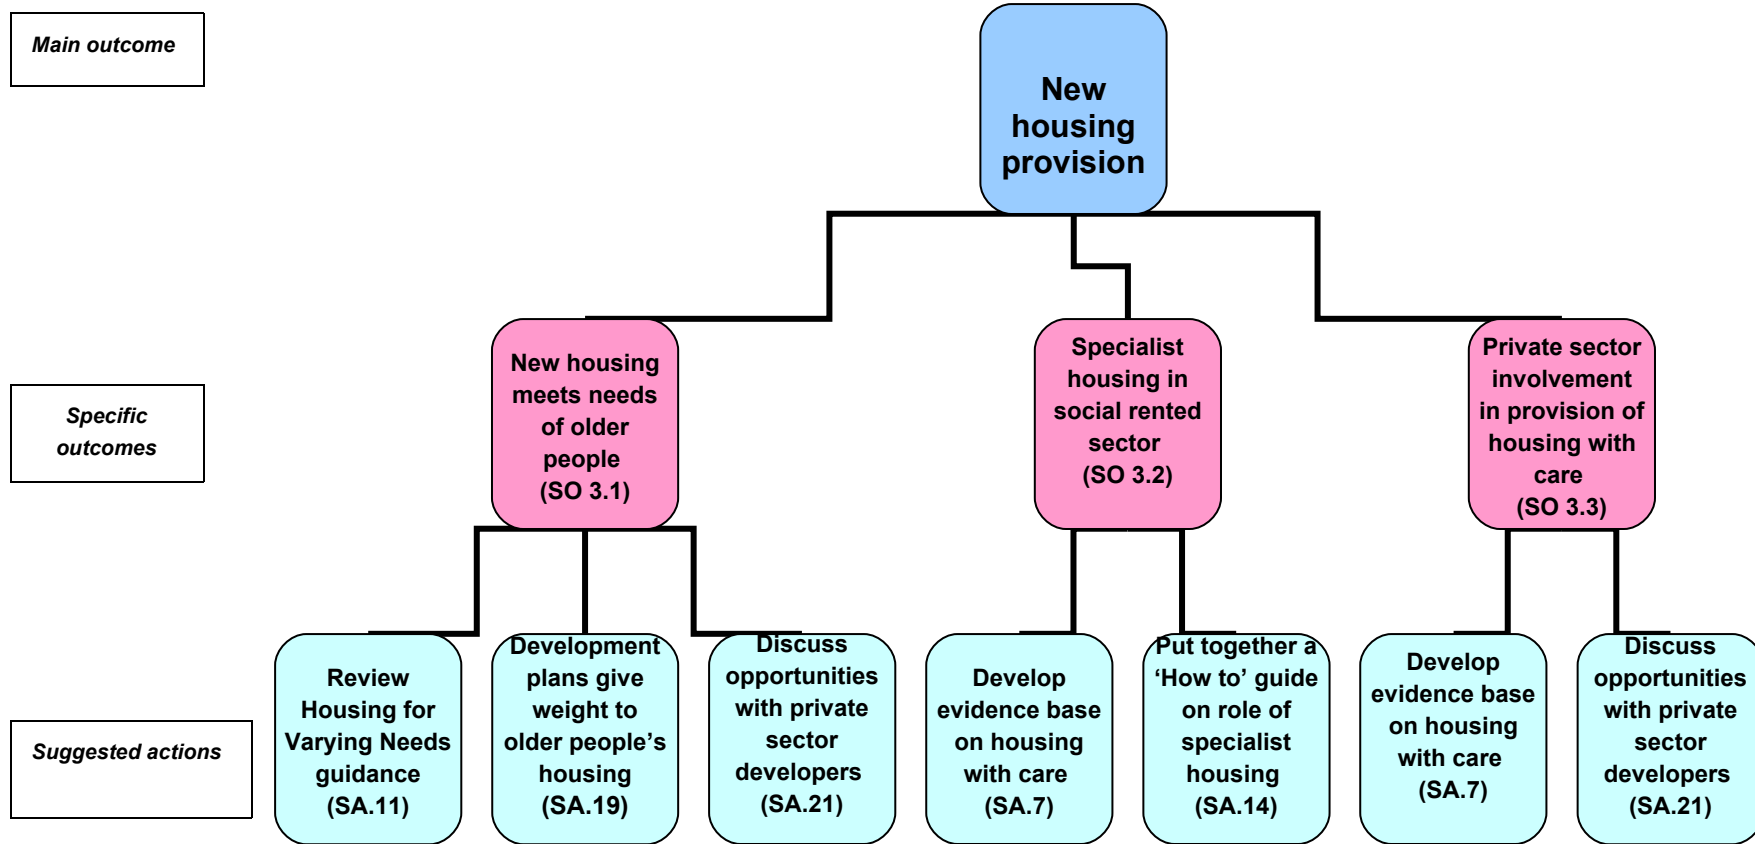 Main outcome
New
housing
provision
Specific
outcomes
New housing
meets needs
of older
people
(SO 3.1)
Specialist
housing in
social rented
sector
(SO 3.2)
Private sector
involvement
in provision of
housing with
care
(SO 3.3)
Suggested actions
Review
Housing for
Varying Needs
guidance
(SA.11)
Development
plans give
weight to
older people’s
housing
(SA.19)
Discuss
opportunities
with private
sector
developers
(SA.21)
Develop
evidence base
on housing
with care
(SA.7)
Put together a
‘How to’ guide
on role of
specialist
housing
(SA.14)
Develop
evidence base
on housing
with care
(SA.7)
Discuss
opportunities
with private
sector
developers
(SA.21)